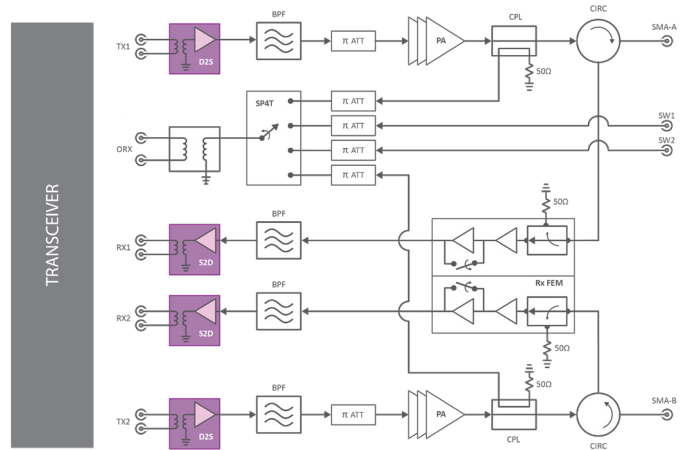 TRANSCEIVER
TX1
D2S
BPF
π ATT
PA
CPL
50Ω
CIRC
SMA-A
ORX
SP4T
π ATT
π ATT
π ATT
π ATT
SW1
SW2
RX1
S2D
BPF
50Ω
Rx FEM
RX2
S2D
BPF
50Ω
TX2
D2S
BPF
π ATT
PA
50Ω
CPL
CIRC
SMA-B